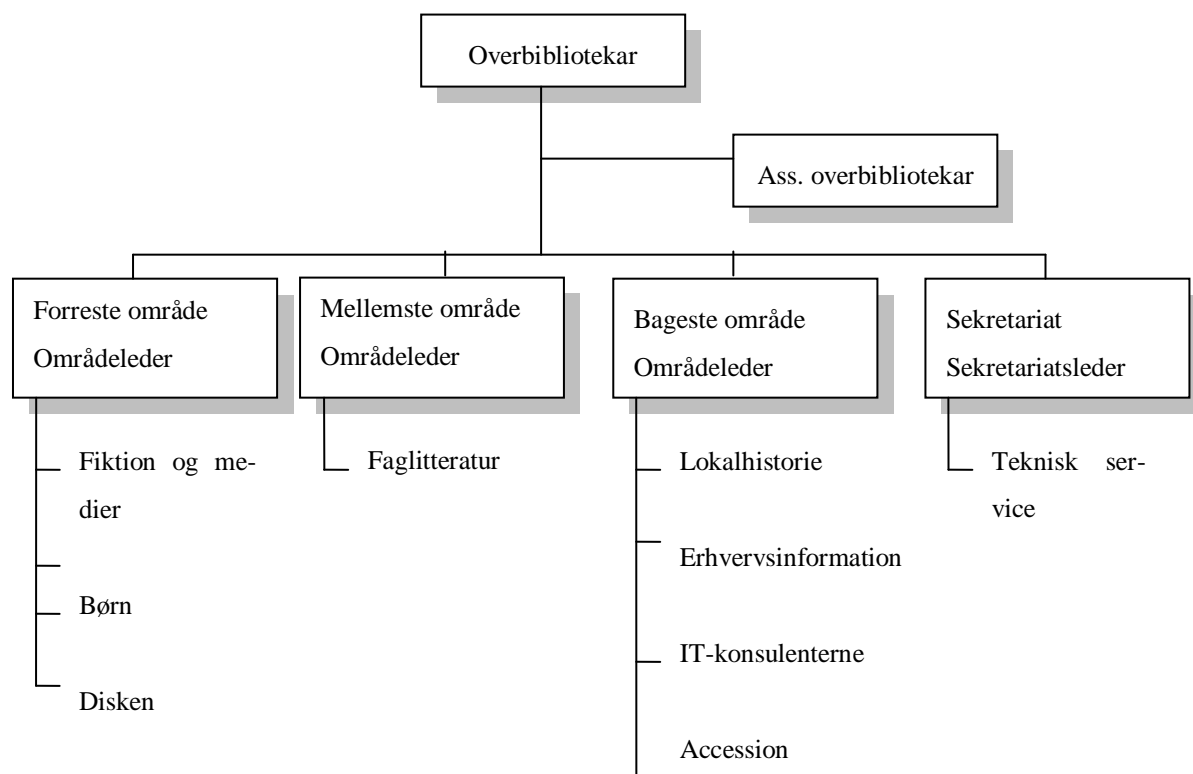 Overbibliotekar
Ass. overbibliotekar
Forreste område
Områdeleder
Mellemste område
Områdeleder
Bageste område
Områdeleder
Sekretariat
Sekretariatsleder
Fiktion og me-
dier
Børn
Disken
Faglitteratur
Lokalhistorie
Erhvervsinformation
IT-konsulenterne
Accession
Teknisk ser-
vice